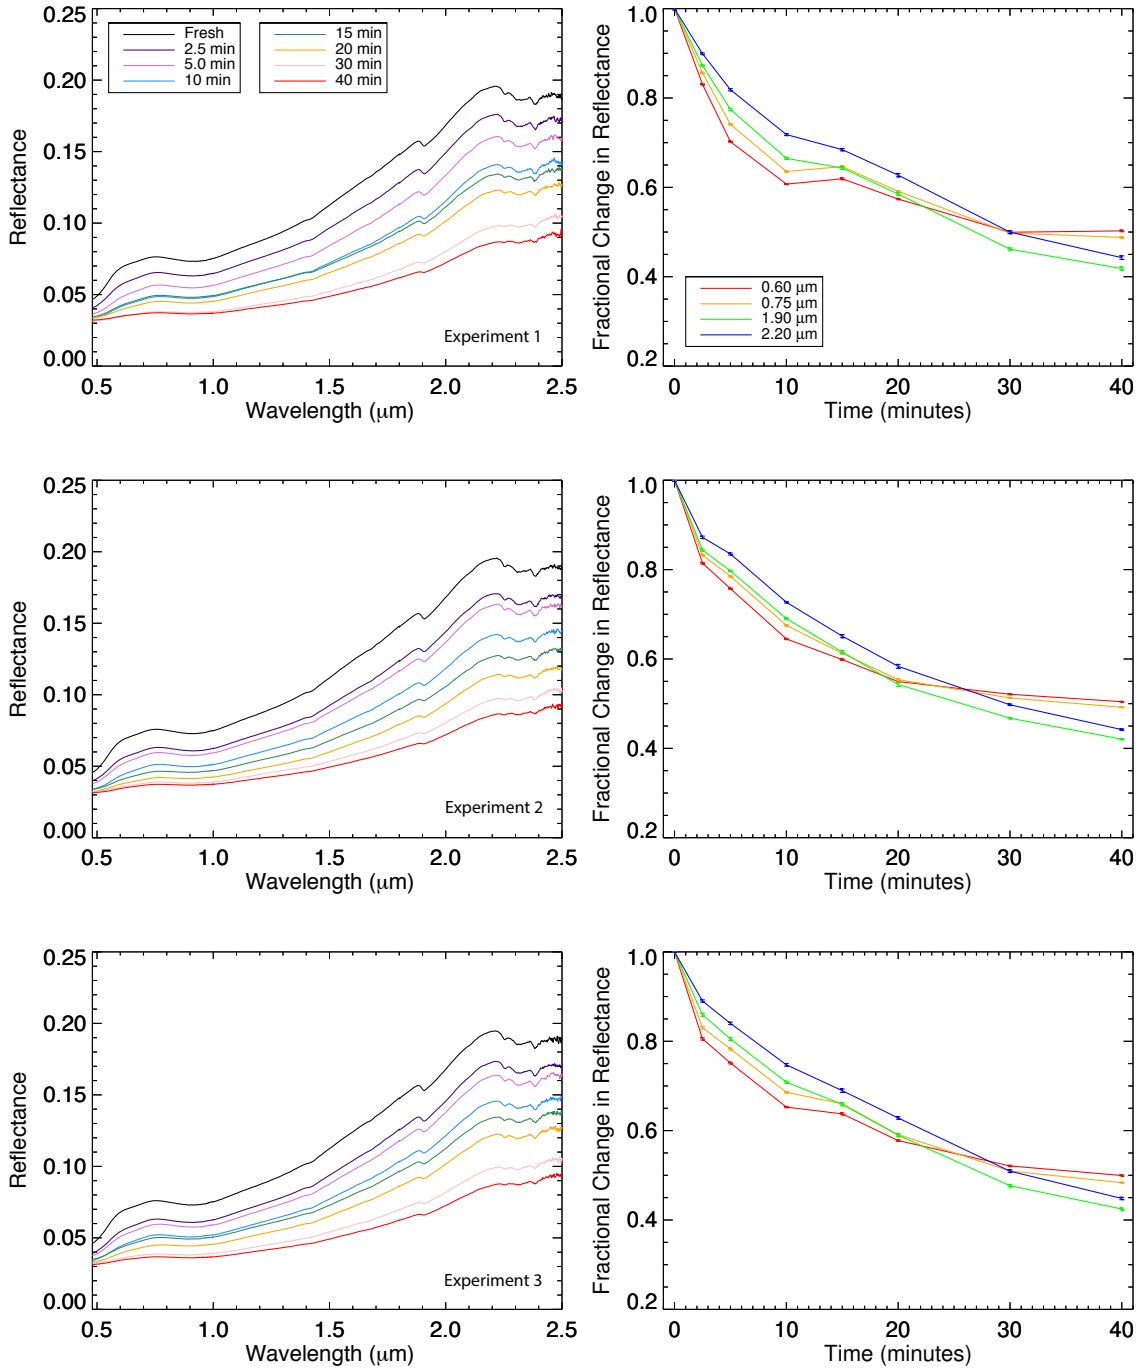 0.25
0.20
0.15
0.10
0.05
0.00
Reflectance
Fresh
2.5 min
5.0 min
10 min
15 min
20 min
30 min
40 min
Experiment 1
0.5 1.0 1.5 2.0 2.5
Wavelength (μm)
1.0
0.8
0.6
0.4
0.2
Fractional Change in Reflectance
0.60 μm
0.75 μm
1.90 μm
2.20 μm
0 10 20 30 40
Time (minutes)
0.25
0.20
0.15
0.10
0.05
0.00
Reflectance
Experiment 2
0.5 1.0 1.5 2.0 2.5
Wavelength (μm)
1.0
0.8
0.6
0.4
0.2
Fractional Change in Reflectance
0 10 20 30 40
Time (minutes)
0.25
0.20
0.15
0.10
0.05
0.00
Reflectance
Experiment 3
0.5 1.0 1.5 2.0 2.5
Wavelength (μm)
1.0
0.8
0.6
0.4
0.2
Fractional Change in Reflectance
0 10 20 30 40
Time (minutes)